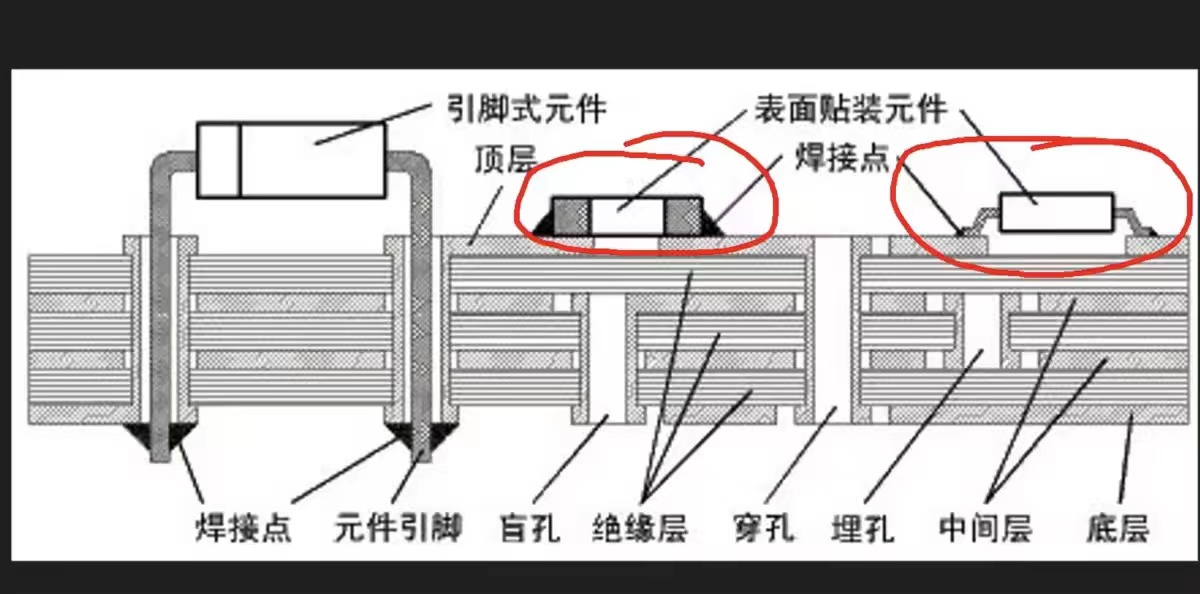 引脚式元件
表面贴装元件
顶层
焊接点
焊接点
元件引脚
盲孔
绝缘层
穿孔
埋孔
中间层
底层